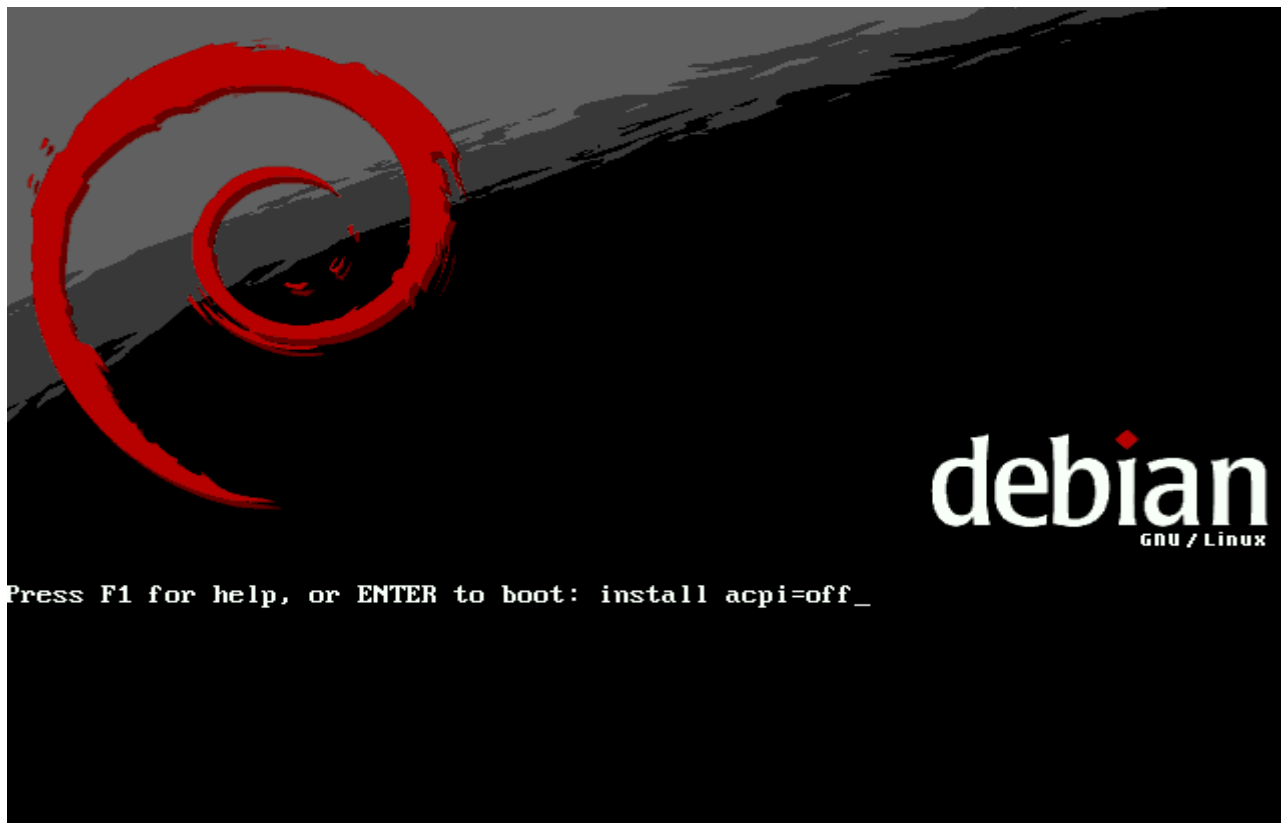 debian
GNU/Linux
Press F1 for help, or ENTER to boot: install acpi=off_